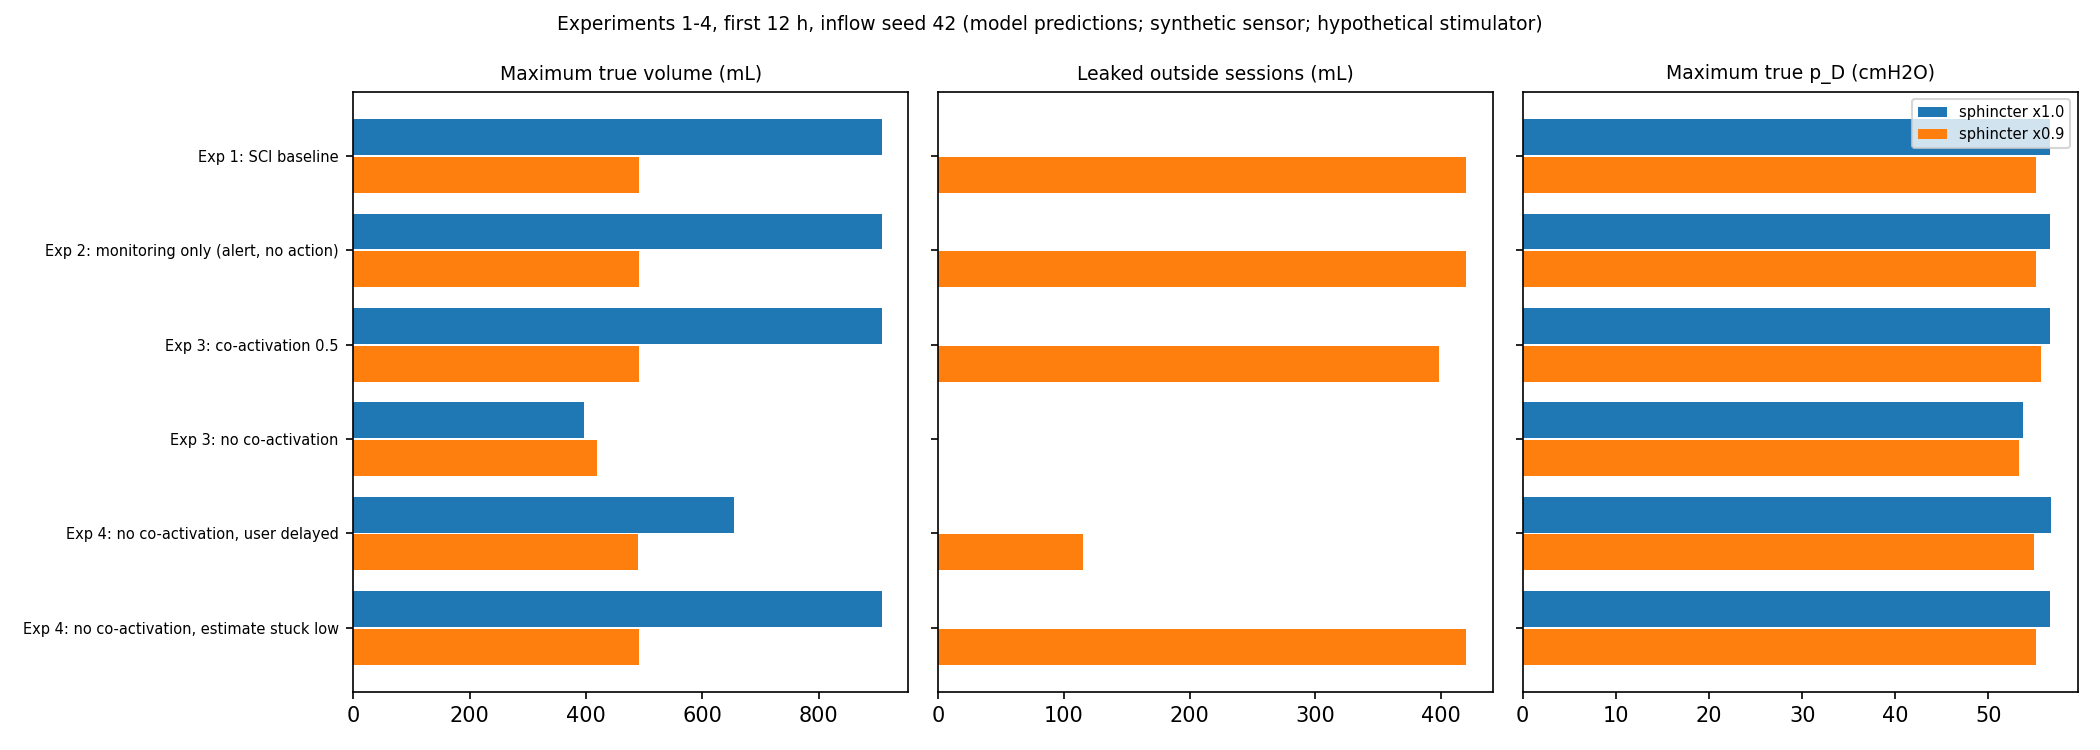 Experiments 1-4, first 12 h, inflow seed 42 (model predictions; synthetic sensor; hypothetical stimulator)
Maximum true volume (mL)
Leaked outside sessions (mL)
Maximum true p_D (cmH2O)
sphincter x1.0
sphincter x0.9
Exp 1: SCI baseline
Exp 2: monitoring only (alert, no action)
Exp 3: co-activation 0.5
Exp 3: no co-activation
Exp 4: no co-activation, user delayed
Exp 4: no co-activation, estimate stuck low
0 200 400 600 800
0 100 200 300 400
0 10 20 30 40 50